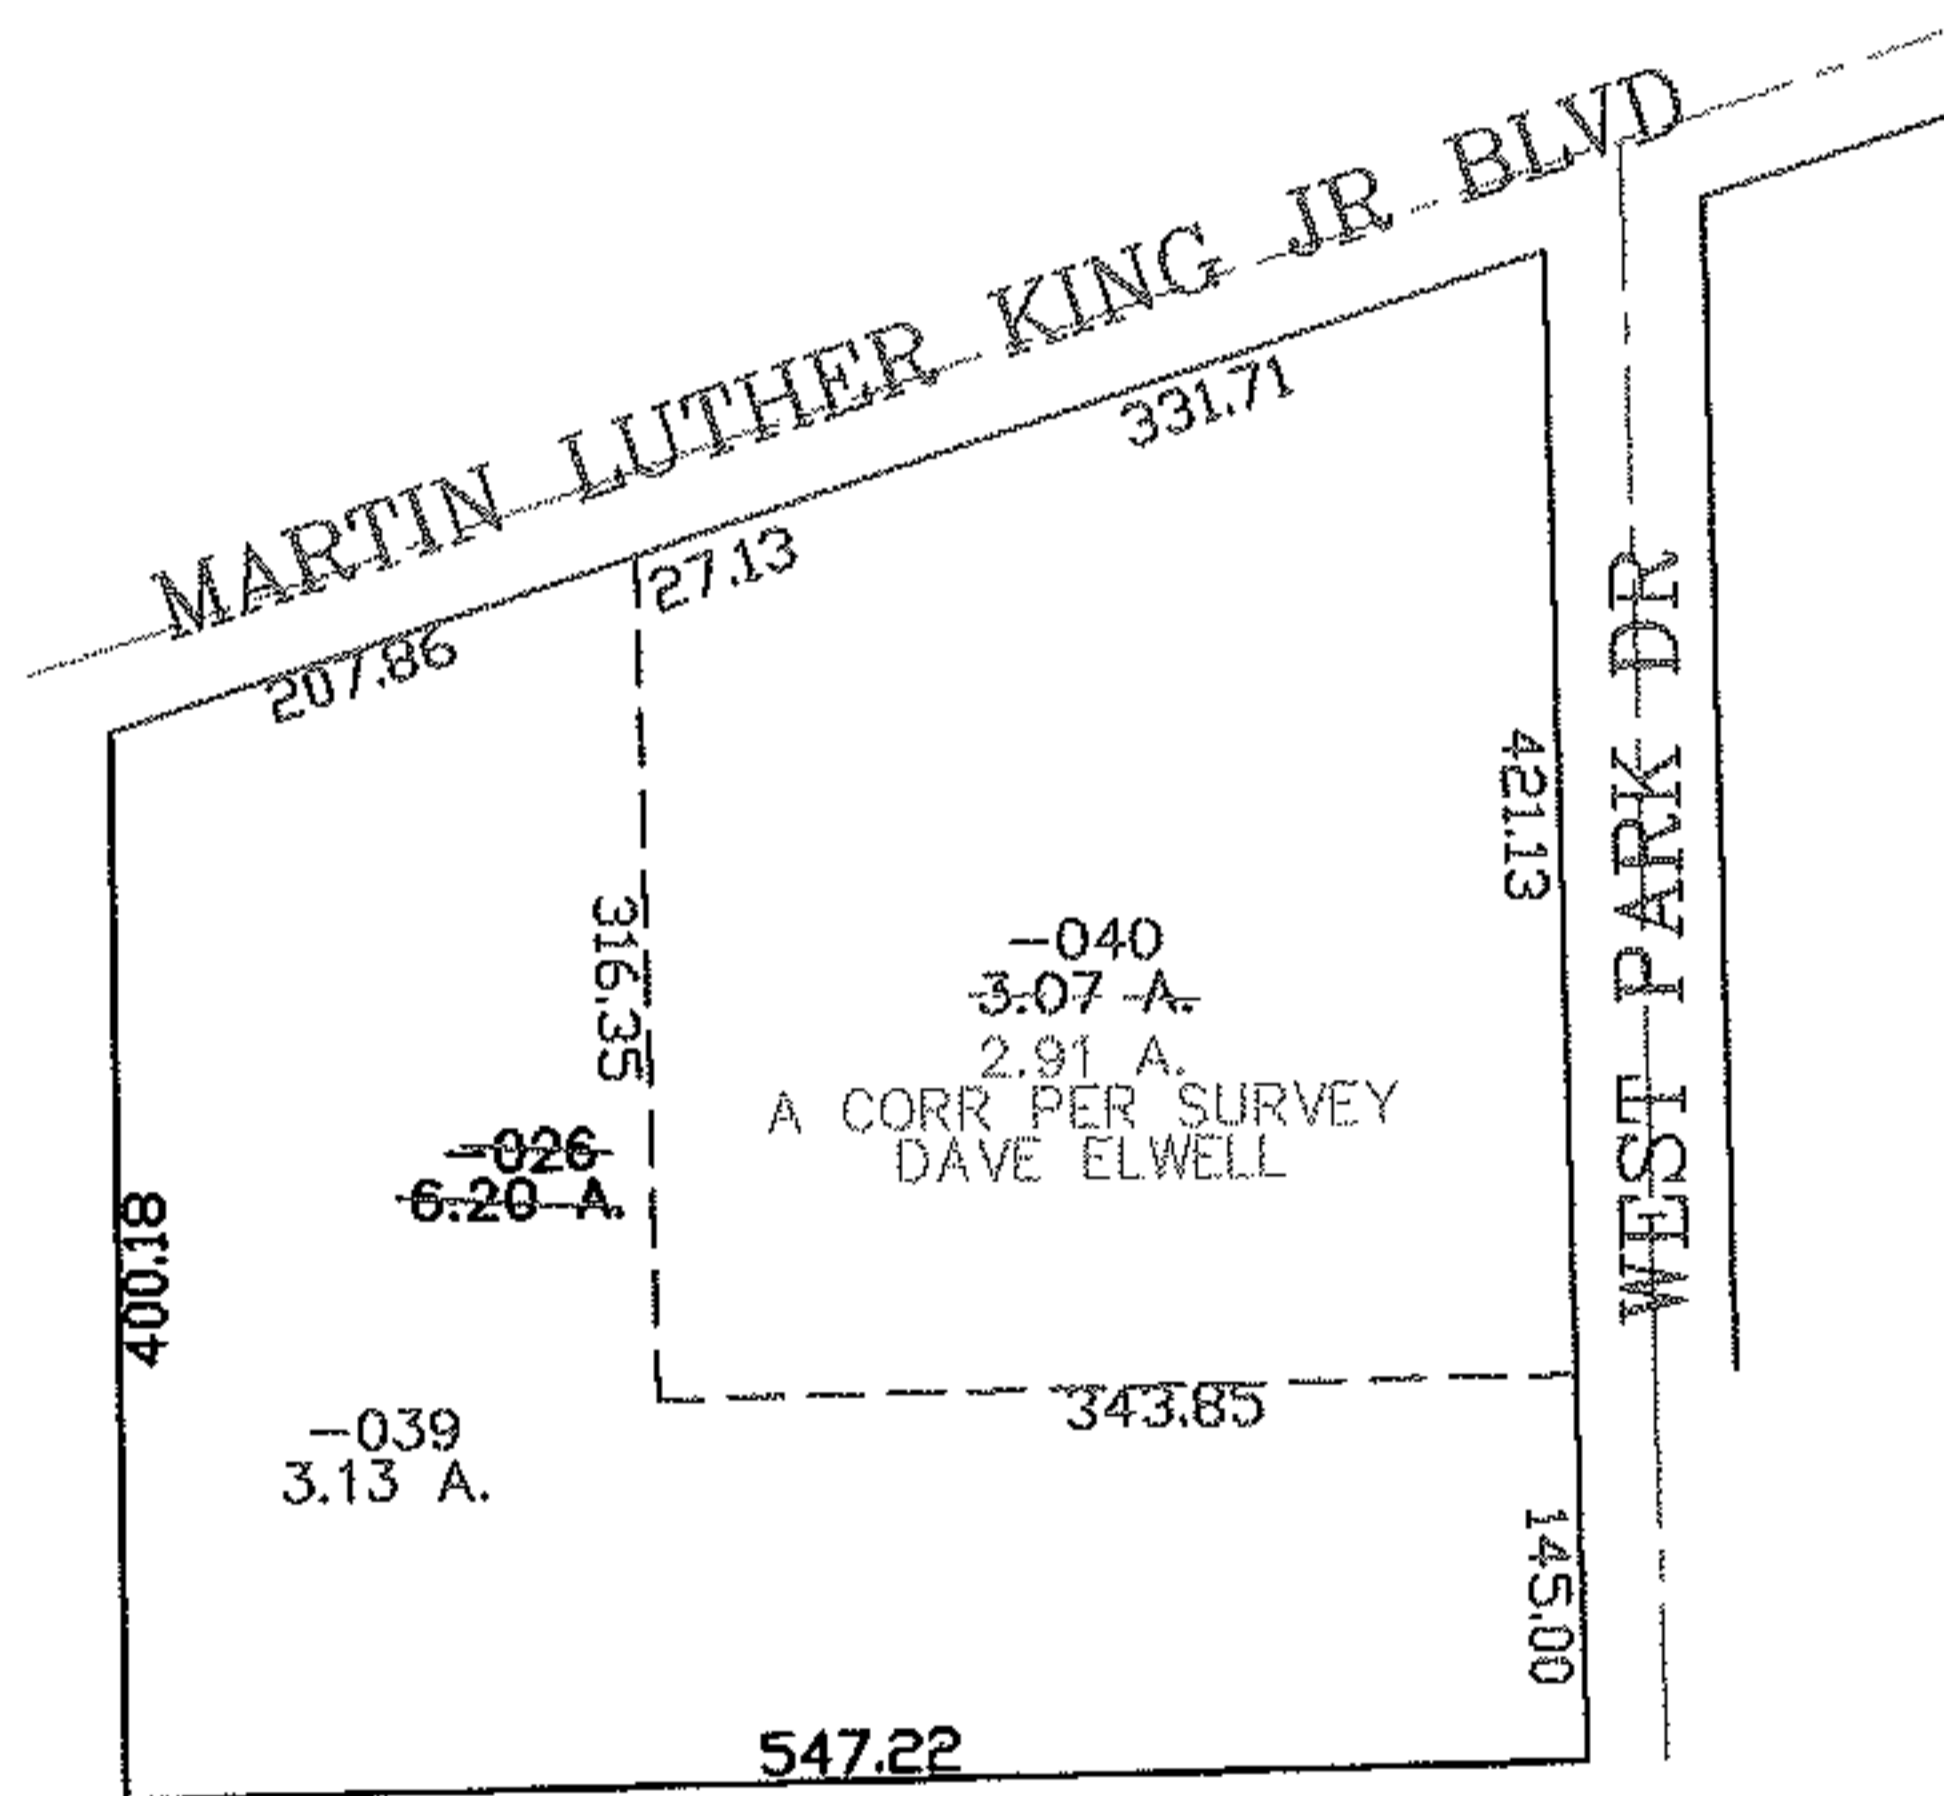 MARTIN LUTHER KING JR BLVD
331.71
27.13
207.86
WEST PARK DR
421.13
316.35
-040
3.07 A.
2.91 A.
A CORR PER SURVEY
DAVE ELWELL
-026
6.20 A.
400.18
343.85
-039
3.13 A.
145.00
547.22